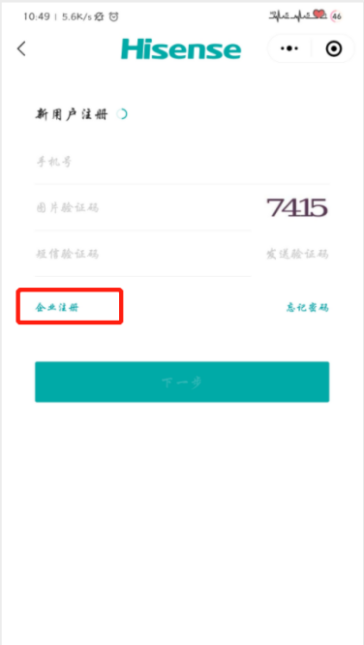 10:49 | 5.6K/s
46
Hisense
新用户注册
手机号
图片验证码
7415
短信验证码
发送验证码
企业注册
忘记密码
下一步